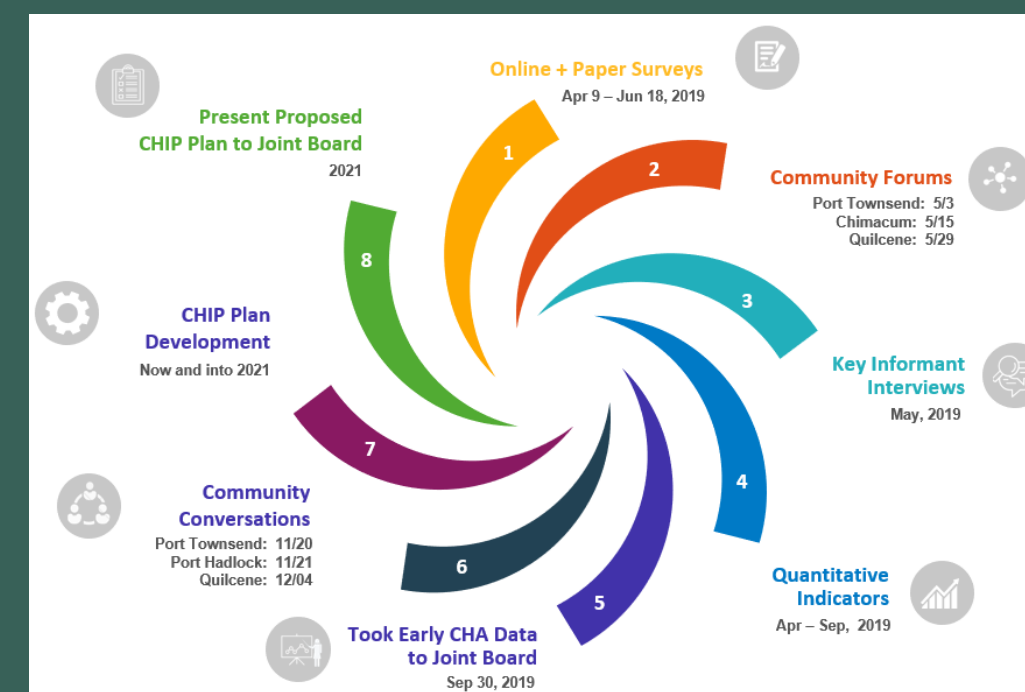 Online + Paper Surveys
Apr 9 – Jun 18, 2019
1
2
Community Forums
Port Townsend: 5/3
Chimacum: 5/15
Quilcene: 5/29
3
Key Informant
Interviews
May, 2019
4
Quantitative
Indicators
Apr – Sep, 2019
5
Took Early CHA Data
to Joint Board
Sep 30, 2019
6
Community
Conversations
Port Townsend: 11/20
Port Hadlock: 11/21
Quilcene: 12/04
7
CHIP Plan
Development
Now and into 2021
8
Present Proposed
CHIP Plan to Joint Board
2021